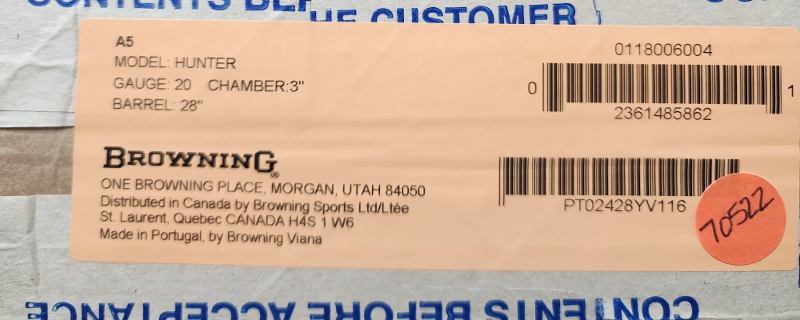 CONTENTS BEF
HE CUSTOMER
A5
MODEL: HUNTER
GAUGE: 20 CHAMBER:3"
BARREL: 28"
0118006004
0 1
2361485862
BROWNING®
ONE BROWNING PLACE, MORGAN, UTAH 84050
Distributed in Canada by Browning Sports Ltd/Ltée
St. Laurent, Quebec CANADA H4S 1 W6
Made in Portugal, by Browning Viana
PT02428YV116
70522
CONTENTS BEFORE ACCEPTANCE